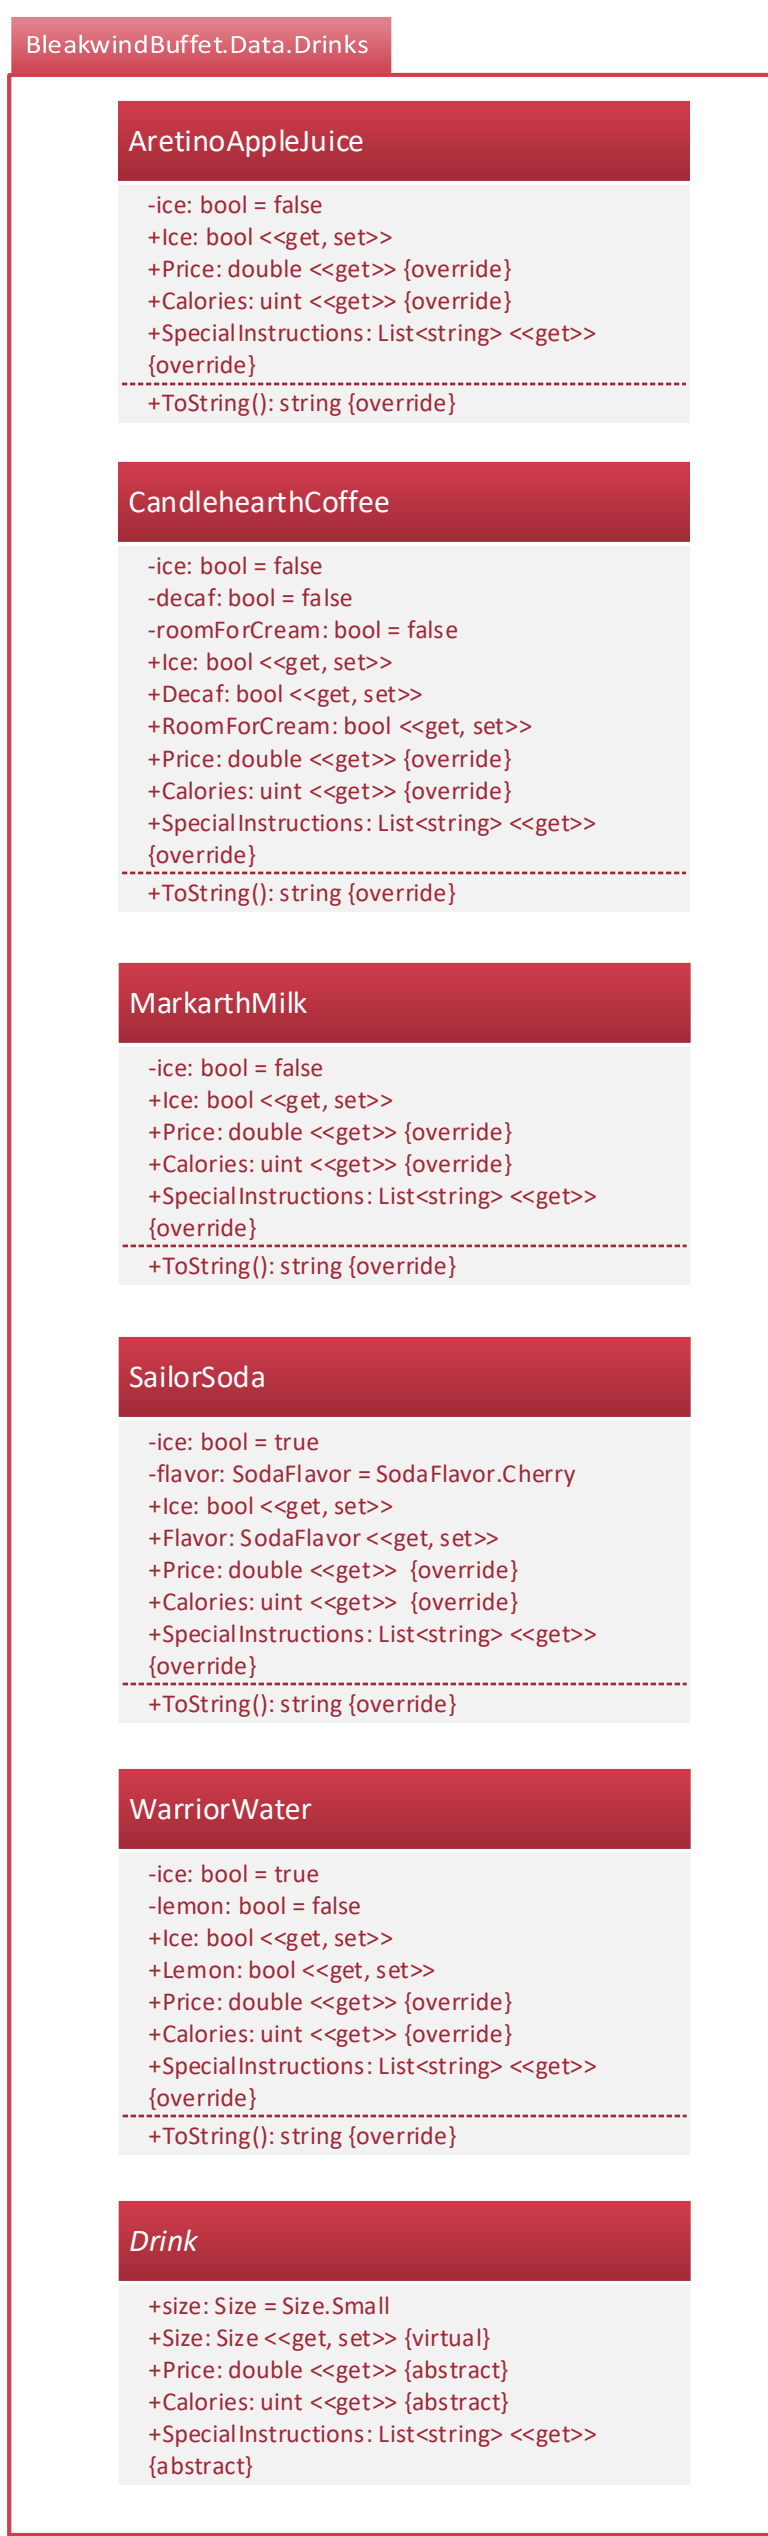 BleakwindBuffet.Data.Drinks
AretinoAppleJuice
-ice: bool = false
+Ice: bool <<get, set>>
+Price: double <<get>> {override}
+Calories: uint <<get>> {override}
+SpecialInstructions: List<string> <<get>>
{override}
+ToString(): string {override}
CandlehearthCoffee
-ice: bool = false
-decaf: bool = false
-roomForCream: bool = false
+Ice: bool <<get, set>>
+Decaf: bool <<get, set>>
+RoomForCream: bool <<get, set>>
+Price: double <<get>> {override}
+Calories: uint <<get>> {override}
+SpecialInstructions: List<string> <<get>>
{override}
+ToString(): string {override}
MarkarthMilk
-ice: bool = false
+Ice: bool <<get, set>>
+Price: double <<get>> {override}
+Calories: uint <<get>> {override}
+SpecialInstructions: List<string> <<get>>
{override}
+ToString(): string {override}
SailorSoda
-ice: bool = true
-flavor: SodaFlavor = SodaFlavor.Cherry
+Ice: bool <<get, set>>
+Flavor: SodaFlavor <<get, set>>
+Price: double <<get>> {override}
+Calories: uint <<get>> {override}
+SpecialInstructions: List<string> <<get>>
{override}
+ToString(): string {override}
WarriorWater
-ice: bool = true
-lemon: bool = false
+Ice: bool <<get, set>>
+Lemon: bool <<get, set>>
+Price: double <<get>> {override}
+Calories: uint <<get>> {override}
+SpecialInstructions: List<string> <<get>>
{override}
+ToString(): string {override}
Drink
+size: Size = Size.Small
+Size: Size <<get, set>> {virtual}
+Price: double <<get>> {abstract}
+Calories: uint <<get>> {abstract}
+SpecialInstructions: List<string> <<get>>
{abstract}